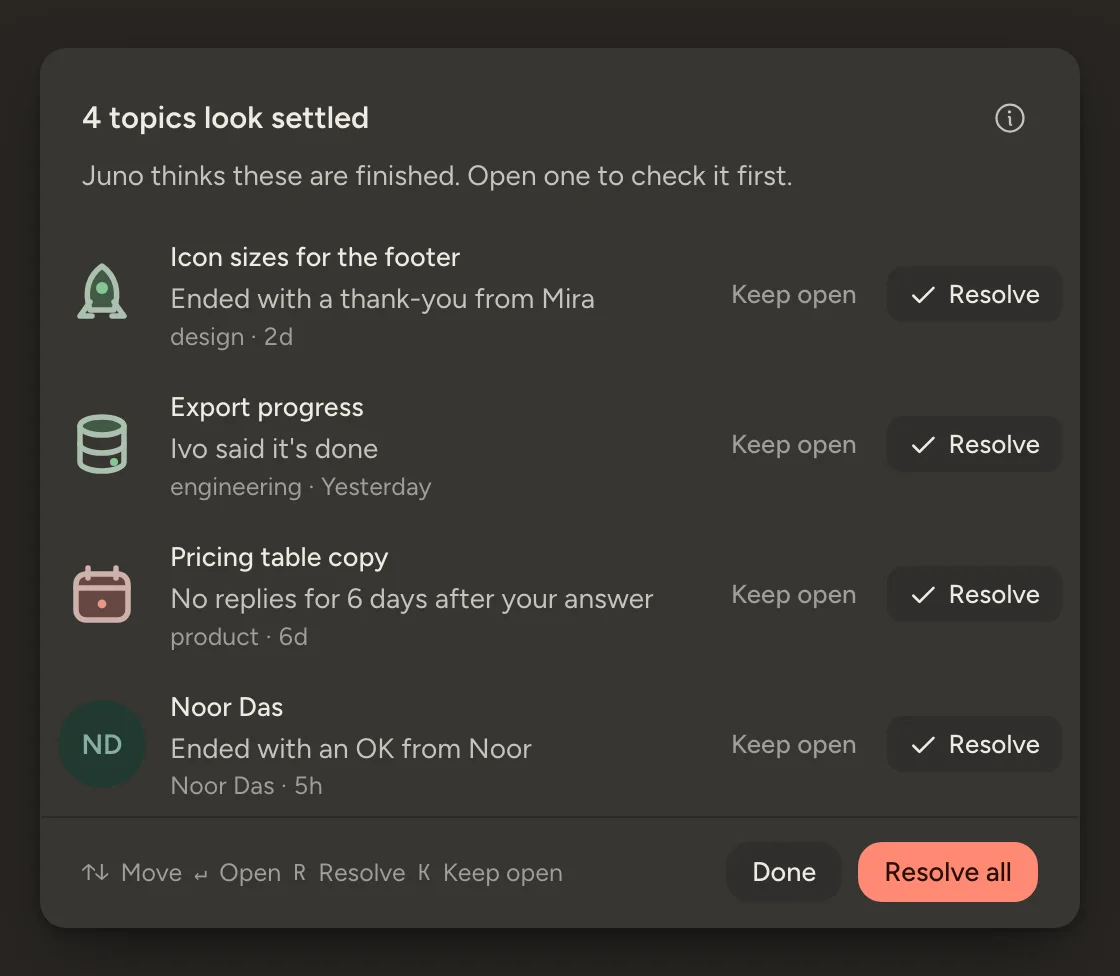 4 topics look settled
Juno thinks these are finished. Open one to check it first.
Icon sizes for the footer
Ended with a thank-you from Mira
design · 2d
Keep open
Resolve
Export progress
Ivo said it's done
engineering · Yesterday
Keep open
Resolve
Pricing table copy
No replies for 6 days after your answer
product · 6d
Keep open
Resolve
ND
Noor Das
Ended with an OK from Noor
Noor Das · 5h
Keep open
Resolve
↑↓ Move ↵ Open R Resolve K Keep open
Done
Resolve all